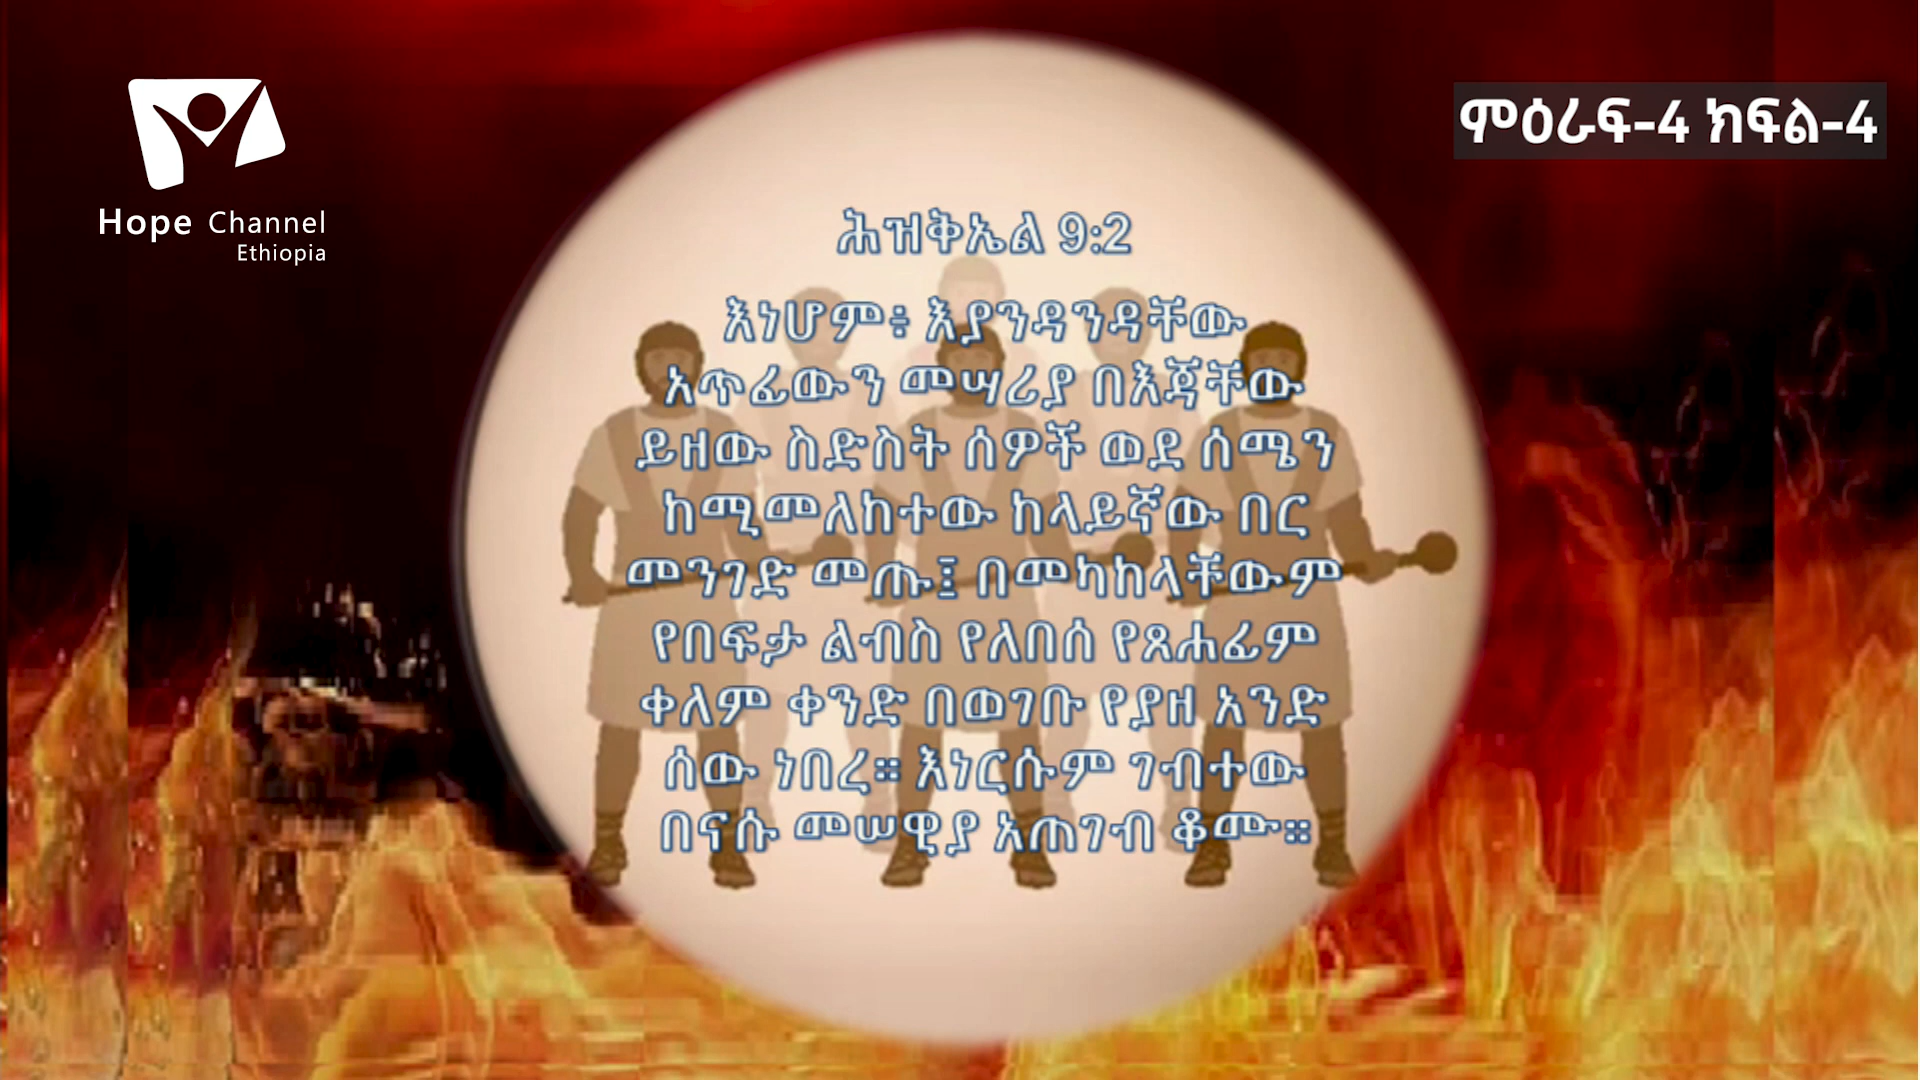 Hope Channel
Ethiopia
ምዕራፍ-4 ክፍል-4
ሕዝቅኤል 9:2
እነሆም፥ እያንዳንዳቸው
አጥፊውን መሣሪያ በእጃቸው
ይዘው ስድስት ሰዎች ወደ ሰሜን
ከሚመለከተው ከላይኛው በር
መንገድ መጡ፤ በመካከላቾውም
የበፍታ ልብስ የለበሰ የጸሐፊም
ቀለም ቀንድ በወገቡ የያዘ አንድ
ሰው ነበረ። እነርሱም ገብተው
በናሱ መሠዊያ አጠገብ ቆሙ።